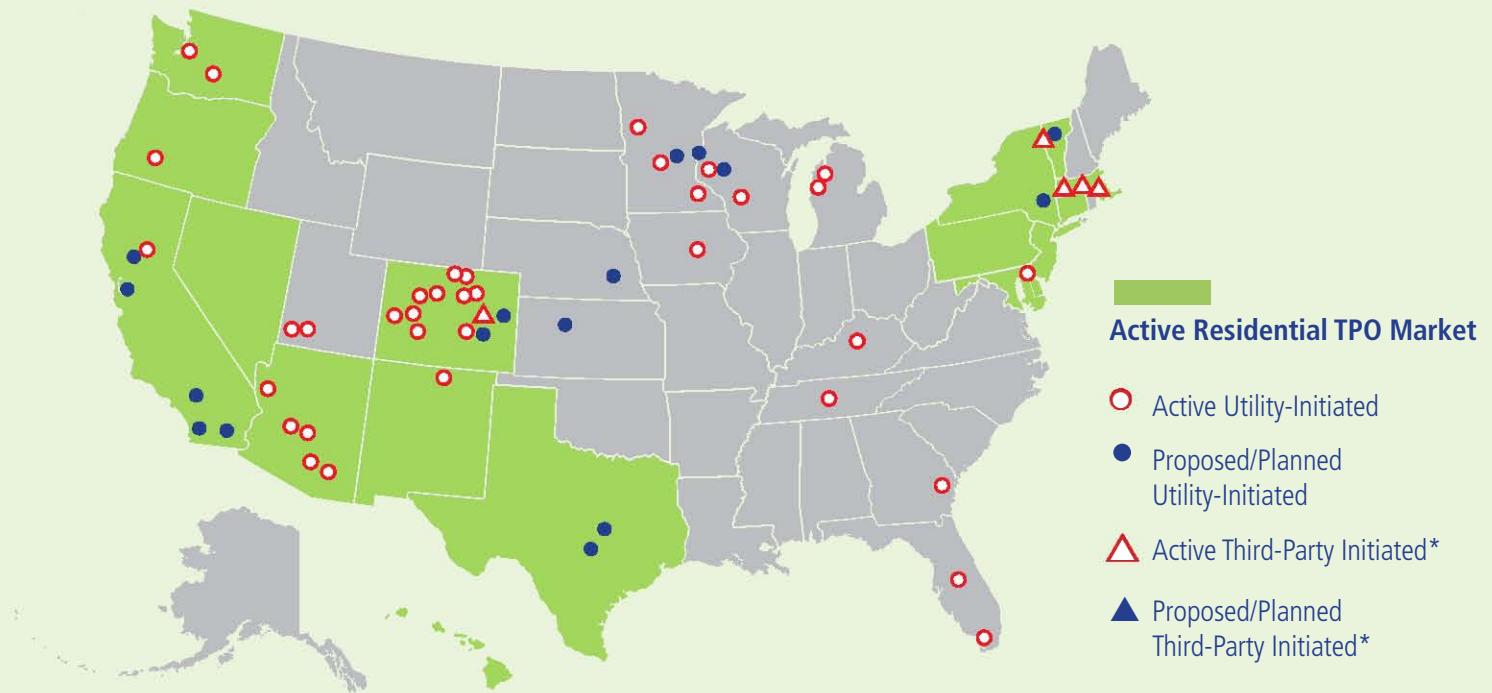 Active Residential TPO Market
Active Utility-Initiated
Proposed/Planned
Utility-Initiated
Active Third-Party Initiated*
Proposed/Planned
Third-Party Initiated*